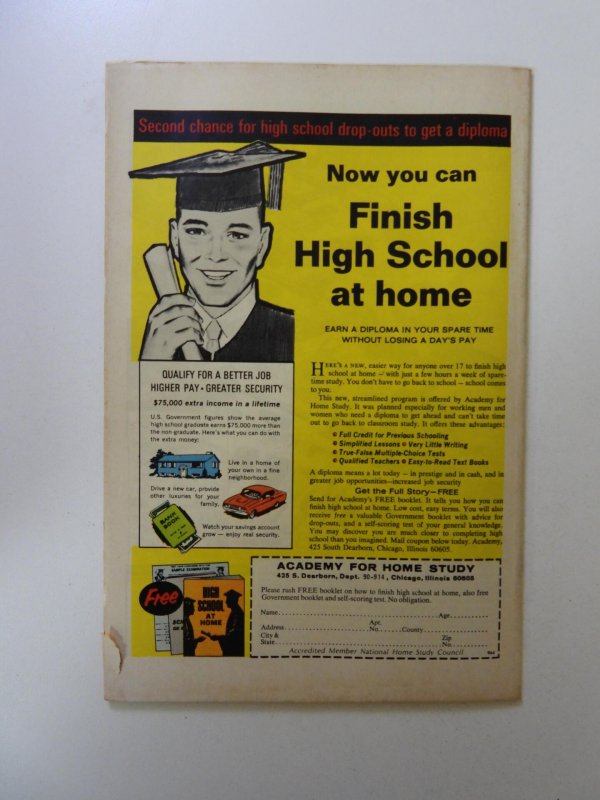 Second chance for high school drop-outs to get a diploma
Now you can
Finish
High School
at home
EARN A DIPLOMA IN YOUR SPARE TIME
WITHOUT LOSING A DAY'S PAY
HERE'S A NEW, easier way for anyone over 17 to finish high
school at home — with just a few hours a week of spare-
time study. You don't have to go back to school — school comes
to you.
This new, streamlined program is offered by Academy for
Home Study. It was planned especially for working men and
women who need a diploma to get ahead and can't take time
out to go back to classroom study. It offers these advantages:
Full Credit for Previous Schooling
Simplified Lessons Very Little Writing
True-False Multiple-Choice Tests
Qualified Teachers Easy-to-Read Text Books
A diploma means a lot today — in prestige and in cash, and in
greater job opportunities—increased job security
Get the Full Story—FREE
Send for Academy's FREE booklet. It tells you how you can
finish high school at home. Low cost, easy terms. You will also
receive free a valuable Government booklet with advice for
drop-outs, and a self-scoring test of your general knowledge.
You may discover you are much closer to completing high
school than you imagined. Mail coupon below today. Academy,
425 South Dearborn, Chicago, Illinois 60605.
QUALIFY FOR A BETTER JOB
HIGHER PAY • GREATER SECURITY
$75,000 extra income in a lifetime
U.S. Government figures show the average
high school graduate earns $75,000 more than
the non-graduate. Here's what you can do with
the extra money:
Live in a home of
your own in a fine
neighborhood.
Drive a new car, provide
other luxuries for your
family.
BANK
BOOK
Watch your savings account
grow — enjoy real security.
Free
SAMPLE EXAMINATION
HIGH
SCHOOL
AT
HOME
ACADEMY FOR HOME STUDY
425 S. Dearborn, Dept. 90-914, Chicago, Illinois 60605
Please rush FREE booklet on how to finish high school at home, also free
Government booklet and self-scoring test. No obligation.
Name Age
Apt.
Address No. County
City & Zip
State No.
Accredited Member National Home Study Council